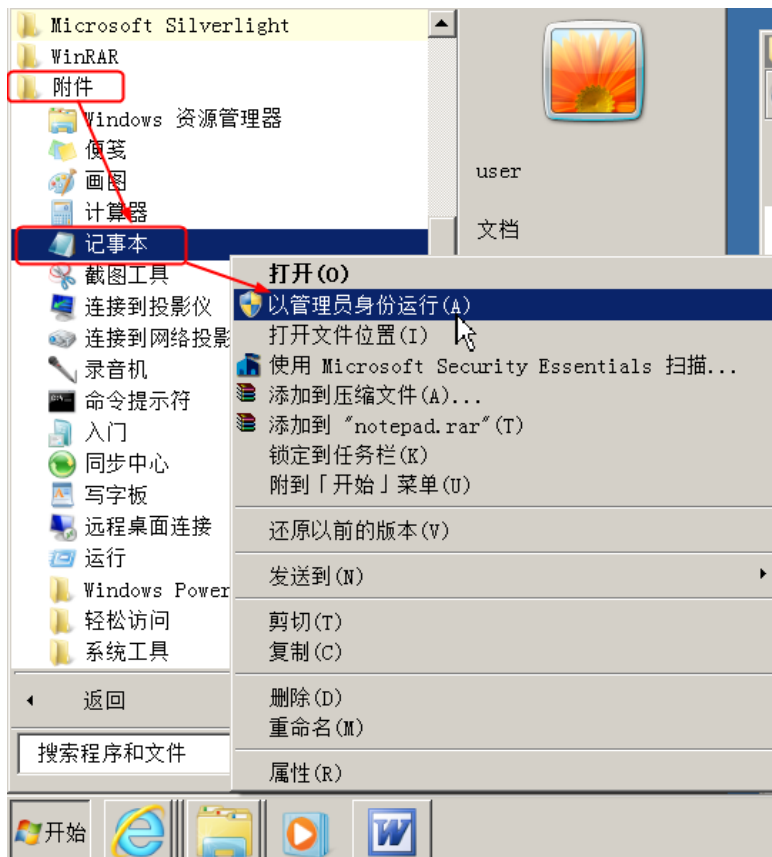 Microsoft Silverlight
WinRAR
附件
Windows 资源管理器
便笺
画图
计算器
记事本
截图工具
连接到投影仪
连接到网络投影
录音机
命令提示符
入门
同步中心
写字板
远程桌面连接
运行
Windows Power
轻松访问
系统工具
返回
搜索程序和文件
user
文档
打开(O)
以管理员身份运行(A)
打开文件位置(I)
使用 Microsoft Security Essentials 扫描...
添加到压缩文件(A)...
添加到 "notepad.rar"(T)
锁定到任务栏(K)
附到「开始」菜单(U)
还原以前的版本(V)
发送到(N)
剪切(T)
复制(C)
删除(D)
重命名(M)
属性(R)
开始